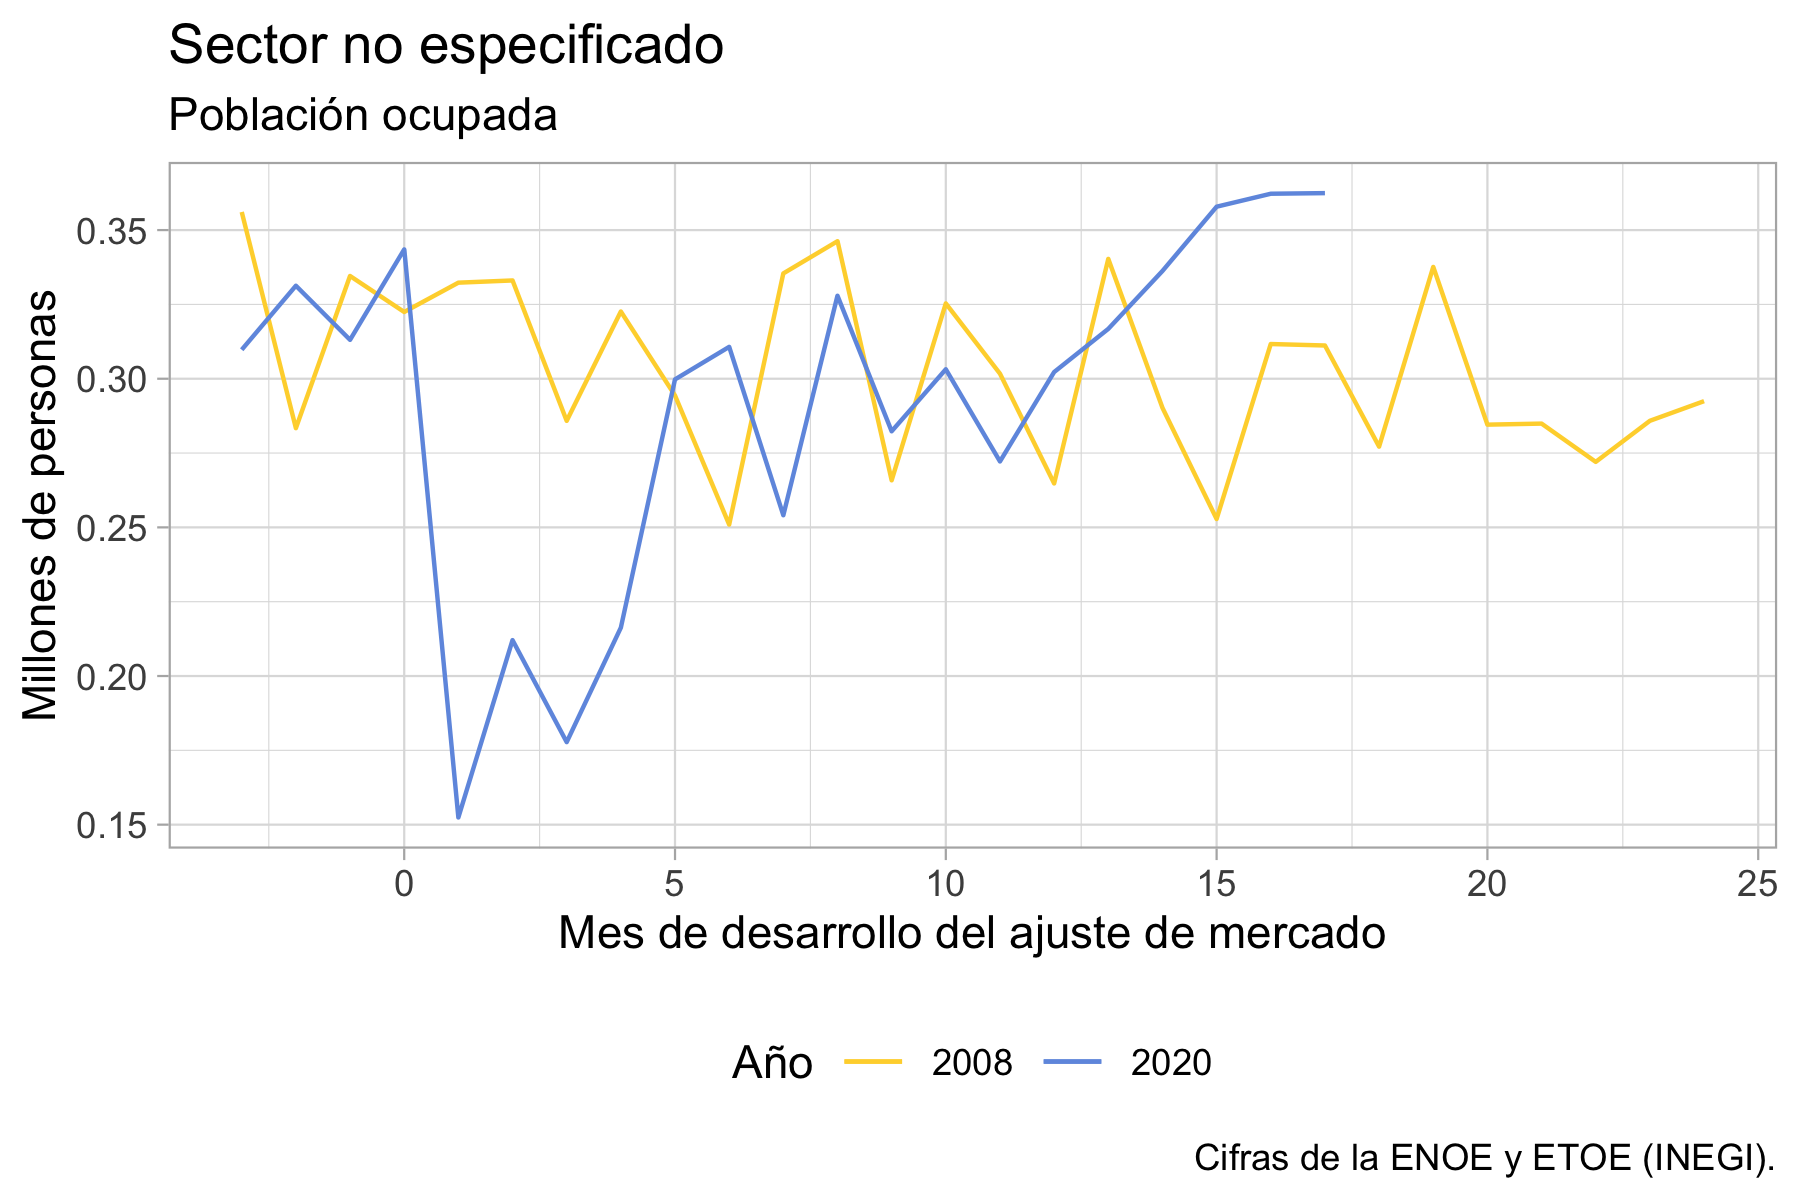 Sector no especificado
Población ocupada
Millones de personas
0.35
0.30
0.25
0.20
0.15
0 5 10 15 20 25
Mes de desarrollo del ajuste de mercado
Año 2008 2020
Cifras de la ENOE y ETOE (INEGI).